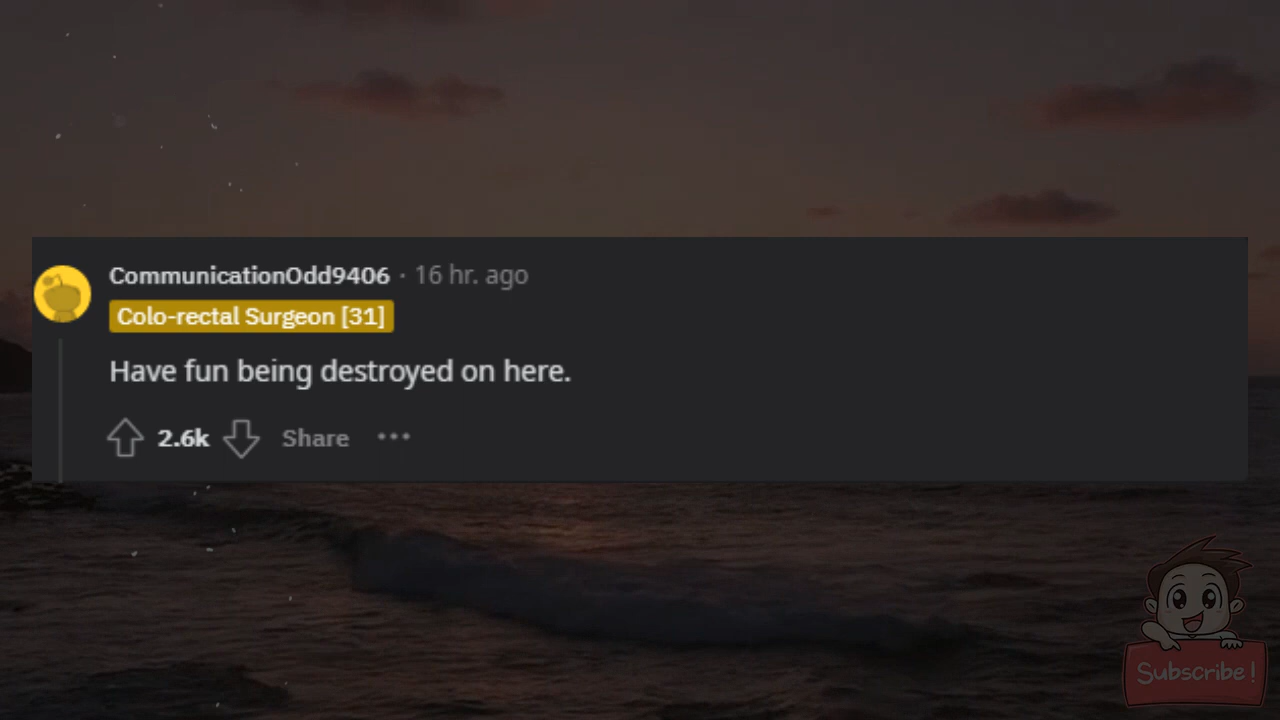 CommunicationOdd9406 · 16 hr. ago
Colo-rectal Surgeon [31]
Have fun being destroyed on here.
2.6k Share ···
Subscribe!